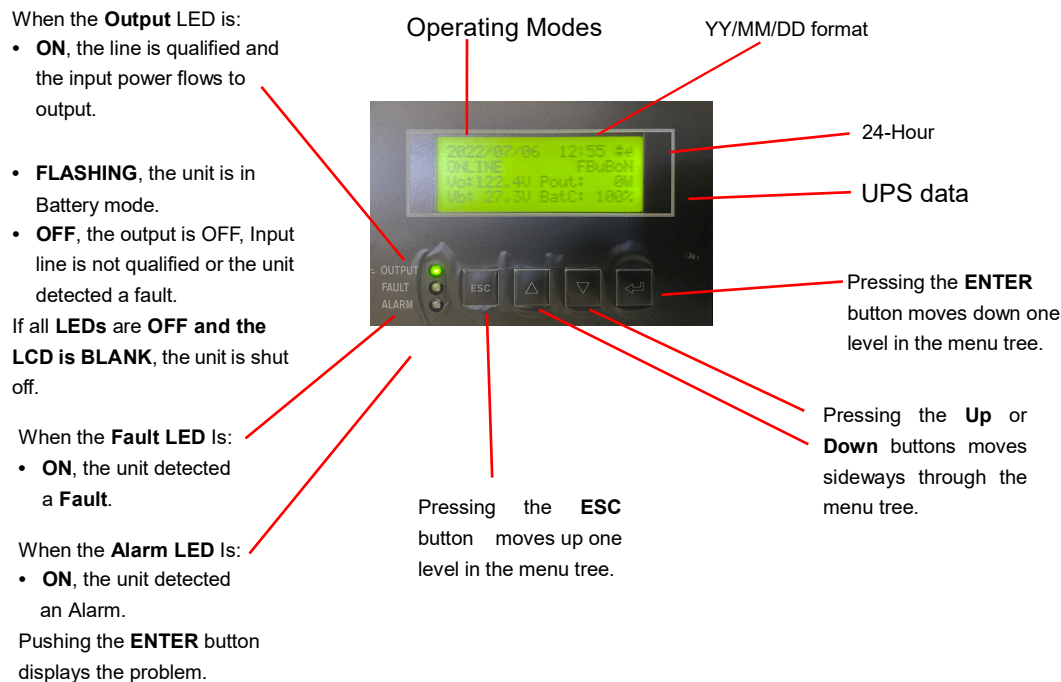 When the Output LED is:
• ON, the line is qualified and
the input power flows to
output.
• FLASHING, the unit is in
Battery mode.
• OFF, the output is OFF, Input
line is not qualified or the unit
detected a fault.
If all LEDs are OFF and the
LCD is BLANK, the unit is shut
off.
When the Fault LED Is:
• ON, the unit detected
a Fault.
When the Alarm LED Is:
• ON, the unit detected
an Alarm.
Pushing the ENTER button
displays the problem.
Operating Modes
YY/MM/DD format
2022/07/06 12:55
ONLINE FBuBoN
Vo:122.4V Pout: 0W
Vb: 27.3V BatC: 100%
OUTPUT
FAULT
ALARM
ESC
24-Hour
UPS data
Pressing the ENTER
button moves down one
level in the menu tree.
Pressing the Up or
Down buttons moves
sideways through the
menu tree.
Pressing the ESC
button moves up one
level in the menu tree.